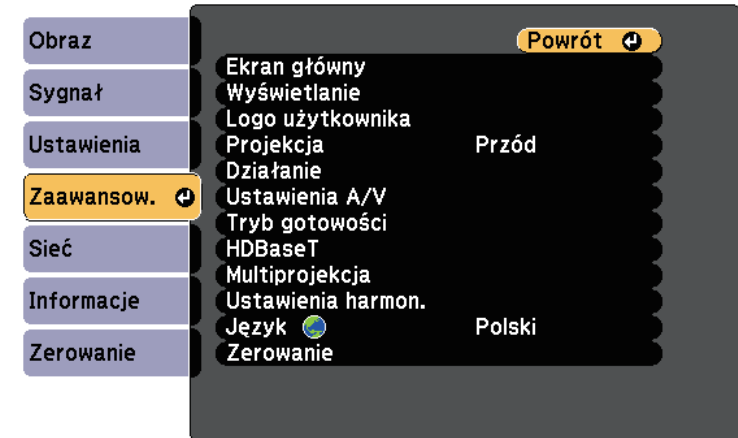 Obraz
Sygnał
Ustawienia
Zaawansow.
Sieć
Informacje
Zerowanie
Powrót
Ekran główny
Wyświetlanie
Logo użytkownika
Projekcja Przód
Działanie
Ustawienia A/V
Tryb gotowości
HDBaseT
Multiprojekcja
Ustawienia harmon.
Język Polski
Zerowanie